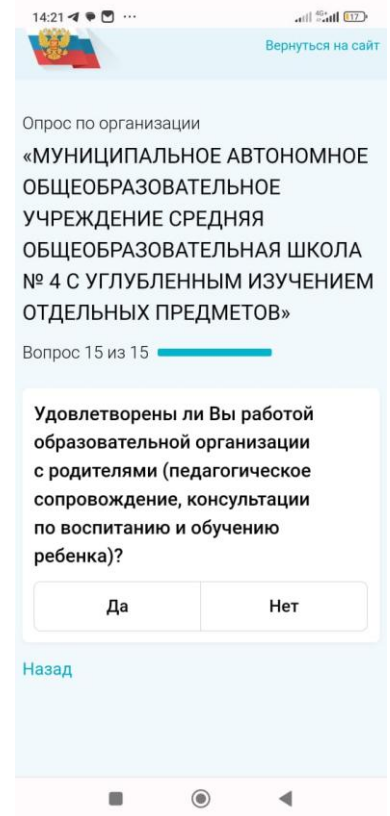 14:21
4G 17
Вернуться на сайт
Опрос по организации
«МУНИЦИПАЛЬНОЕ АВТОНОМНОЕ
ОБЩЕОБРАЗОВАТЕЛЬНОЕ
УЧРЕЖДЕНИЕ СРЕДНЯЯ
ОБЩЕОБРАЗОВАТЕЛЬНАЯ ШКОЛА
№ 4 С УГЛУБЛЕННЫМ ИЗУЧЕНИЕМ
ОТДЕЛЬНЫХ ПРЕДМЕТОВ»
Вопрос 15 из 15
Удовлетворены ли Вы работой
образовательной организации
с родителями (педагогическое
сопровождение, консультации
по воспитанию и обучению
ребенка)?
Да Нет
Назад